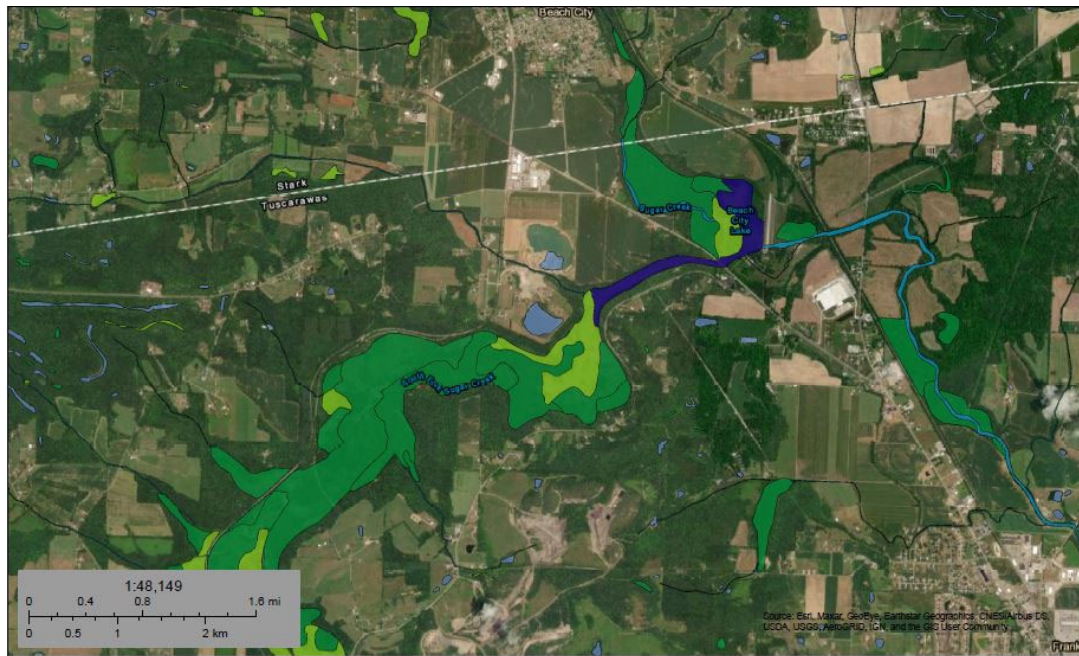 Beach City
Stark
Tuscarawas
Sugar Creek
Beach
City
Lake
South Fork Sugar Creek
1:48,149
0 0.4 0.8 1.6 mi
0 0.5 1 2 km
Source: Esri, Maxar, GeoEye, Earthstar Geographics, CNES/Airbus DS,
USDA, USGS, AeroGRID, IGN, and the GIS User Community
Frank